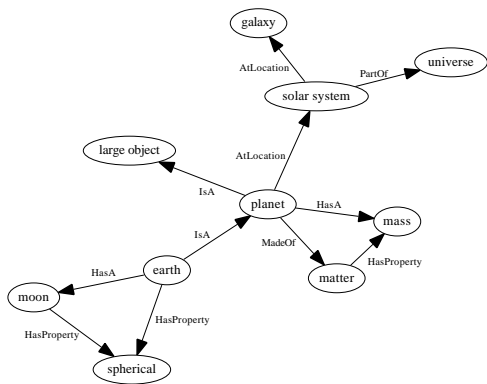 galaxy
AtLocation
PartOf
universe
solar system
large object
AtLocation
IsA
planet
HasA
mass
IsA
MadeOf
HasProperty
matter
earth
HasA
moon
HasProperty
HasProperty
spherical